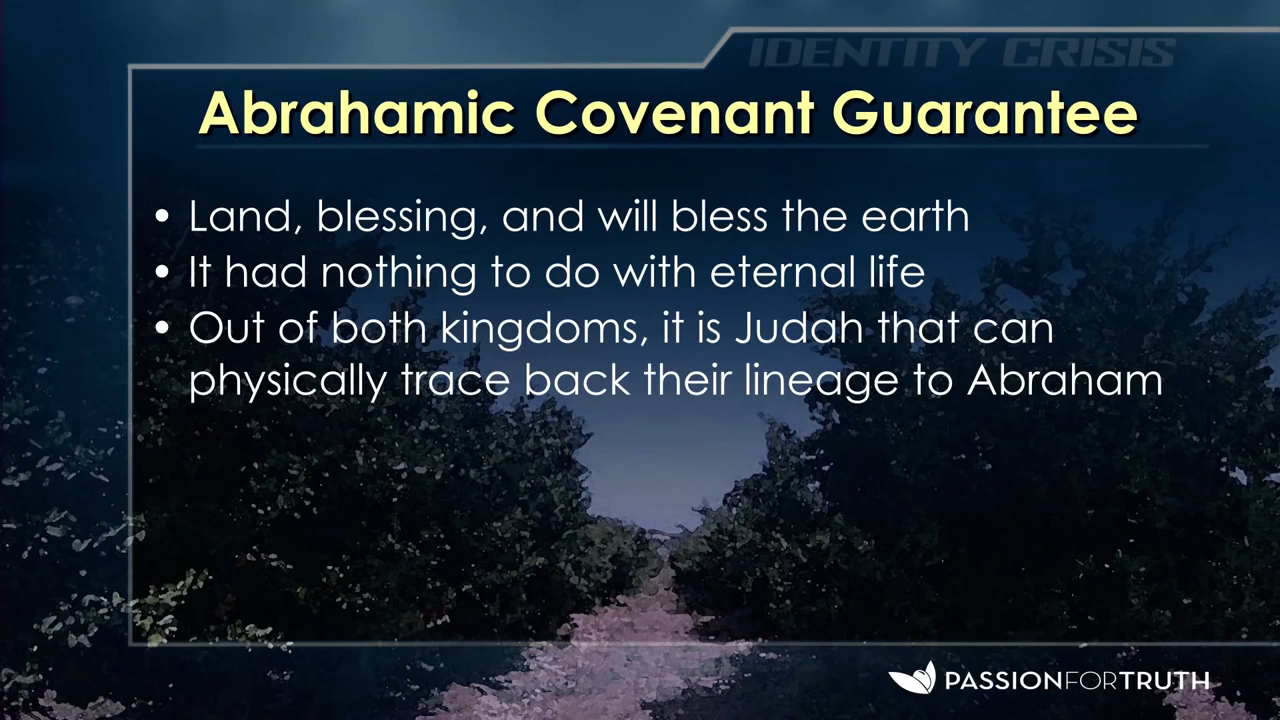 IDENTITY CRISIS
Abrahamic Covenant Guarantee
• Land, blessing, and will bless the earth
• It had nothing to do with eternal life
• Out of both kingdoms, it is Judah that can
physically trace back their lineage to Abraham
PASSIONFORTRUTH